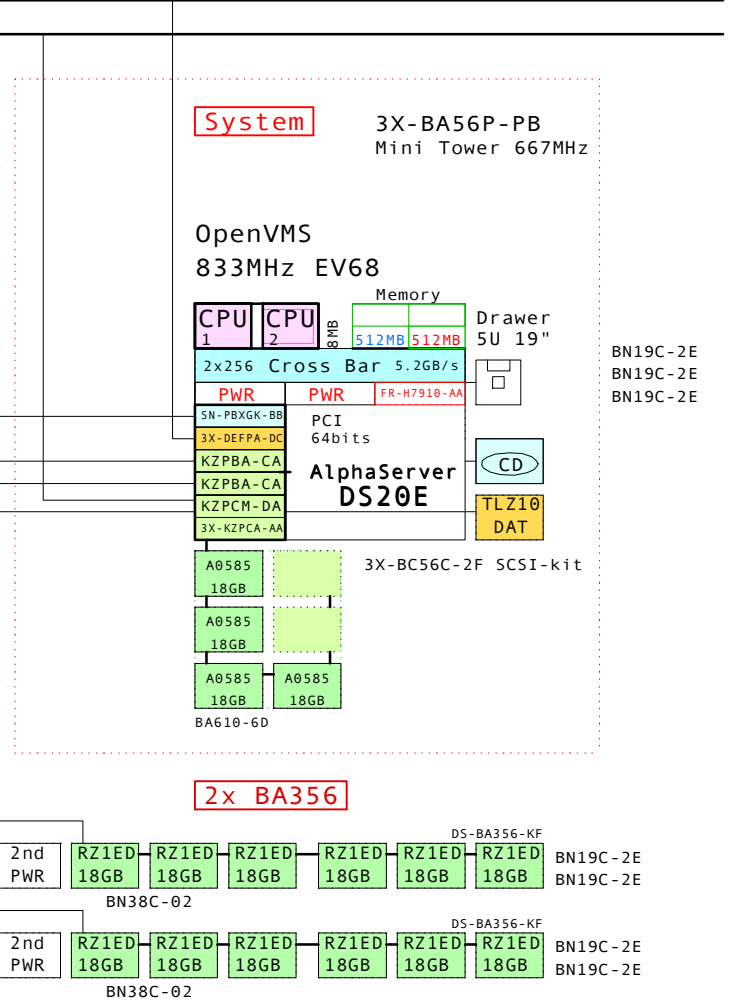 System
3X-BA56P-PB
Mini Tower 667MHz
OpenVMS
833MHz EV68
Memory
CPU
1
CPU
2
8MB
512MB
512MB
Drawer
5U 19"
2x256 Cross Bar 5.2GB/s
BN19C-2E
BN19C-2E
BN19C-2E
PWR
PWR
FR-H7910-AA
SN-PBXGK-BB
3X-DEFPA-DC
KZPBA-CA
KZPBA-CA
KZPCM-DA
3X-KZPCA-AA
PCI
64bits
AlphaServer
DS20E
CD
TLZ10
DAT
A0585
18GB
3X-BC56C-2F SCSI-kit
A0585
18GB
A0585
18GB
A0585
18GB
BA610-6D
2x BA356
DS-BA356-KF
2nd
PWR
RZ1ED
18GB
RZ1ED
18GB
RZ1ED
18GB
RZ1ED
18GB
RZ1ED
18GB
RZ1ED
18GB
BN19C-2E
BN19C-2E
BN38C-02
DS-BA356-KF
2nd
PWR
RZ1ED
18GB
RZ1ED
18GB
RZ1ED
18GB
RZ1ED
18GB
RZ1ED
18GB
RZ1ED
18GB
BN19C-2E
BN19C-2E
BN38C-02